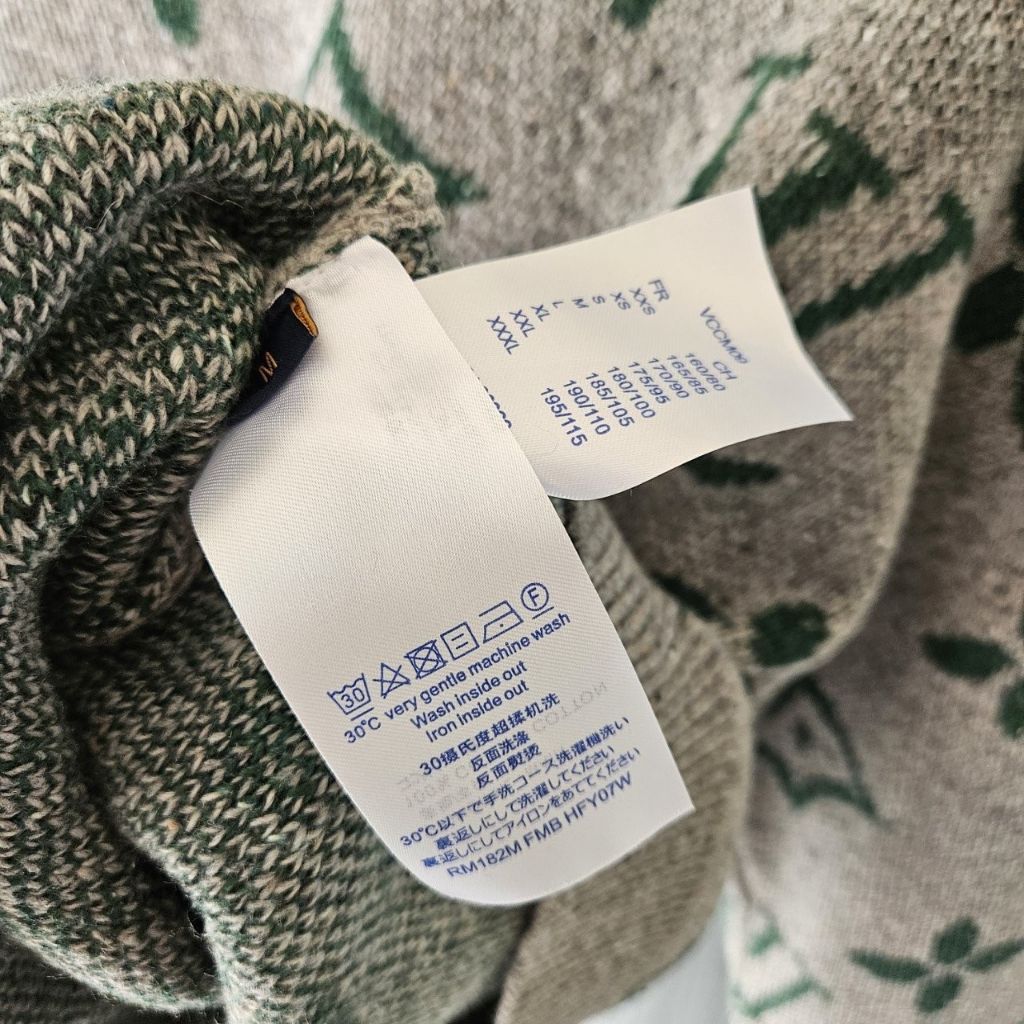 M
VCCM09
FR CH
XXS 160/80
XS 165/85
S 170/90
M 175/95
L 180/100
XL 185/105
XXL 190/110
XXXL 195/115
30 F
30°C very gentle machine wash
Wash inside out
Iron inside out
30摄氏度超揉机洗
反面洗涤
反面熨烫
30°C以下で手洗コース洗濯機洗い
裏返しにして洗濯してください
裏返しにしてアイロンをあててください
RM182M FMB HFY07W
COTTON